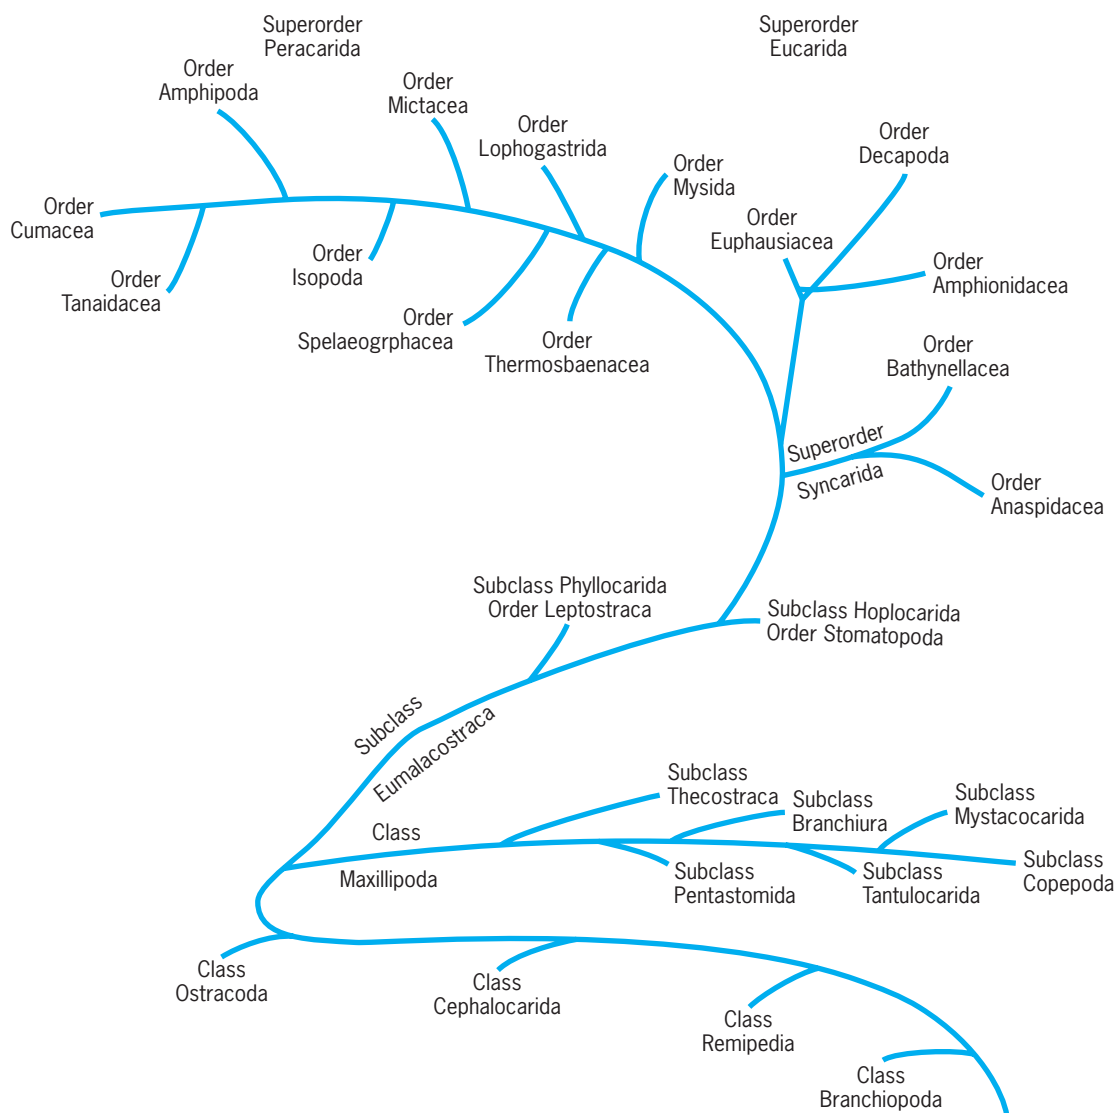 Superorder
Peracarida
Superorder
Eucarida
Order
Amphipoda
Order
Mictacea
Order
Lophogastrida
Order
Mysida
Order
Decapoda
Order
Cumacea
Order
Euphausiacea
Order
Isopoda
Order
Tanaidacea
Order
Amphionidacea
Order
Spelaeogrphacea
Order
Thermosbaenacea
Order
Bathynellacea
Superorder
Syncarida
Order
Anaspidacea
Subclass Phyllocarida
Order Leptostraca
Subclass Hoplocarida
Order Stomatopoda
Subclass
Eumalacostraca
Subclass
Thecostraca
Subclass
Branchiura
Subclass
Mystacocarida
Class
Maxillipoda
Subclass
Pentastomida
Subclass
Tantulocarida
Subclass
Copepoda
Class
Ostracoda
Class
Cephalocarida
Class
Remipedia
Class
Branchiopoda